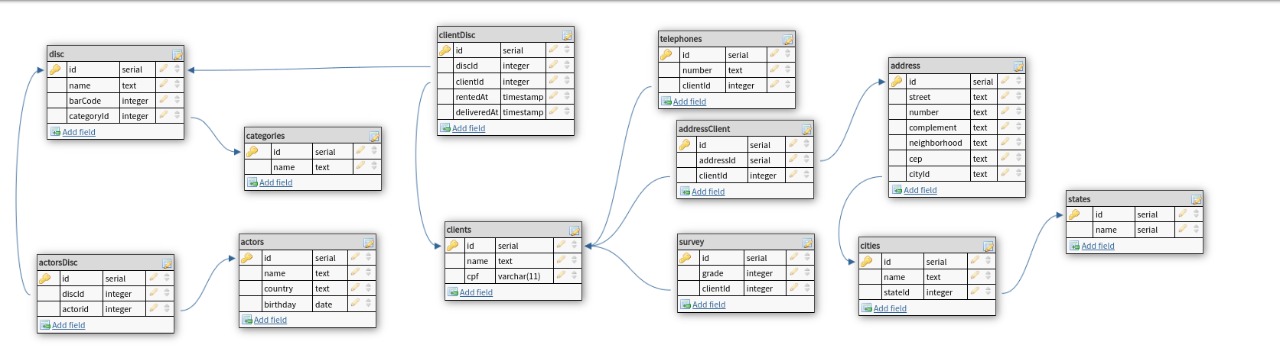 disc
id serial
name text
barCode integer
categoryId integer
Add field
categories
id serial
name text
Add field
clientDisc
id serial
discId integer
clientId integer
rentedAt timestamp
deliveredAt timestamp
Add field
telephones
id serial
number text
clientId integer
Add field
addressClient
id serial
addressId serial
clientId integer
Add field
address
id serial
street text
number text
complement text
neighborhood text
cep text
cityId text
Add field
states
id serial
name serial
Add field
actorsDisc
id serial
discId integer
actorId integer
Add field
actors
id serial
name text
country text
birthday date
Add field
clients
id serial
name text
cpf varchar(11)
Add field
survey
id serial
grade integer
clientId integer
Add field
cities
id serial
name text
stateId integer
Add field